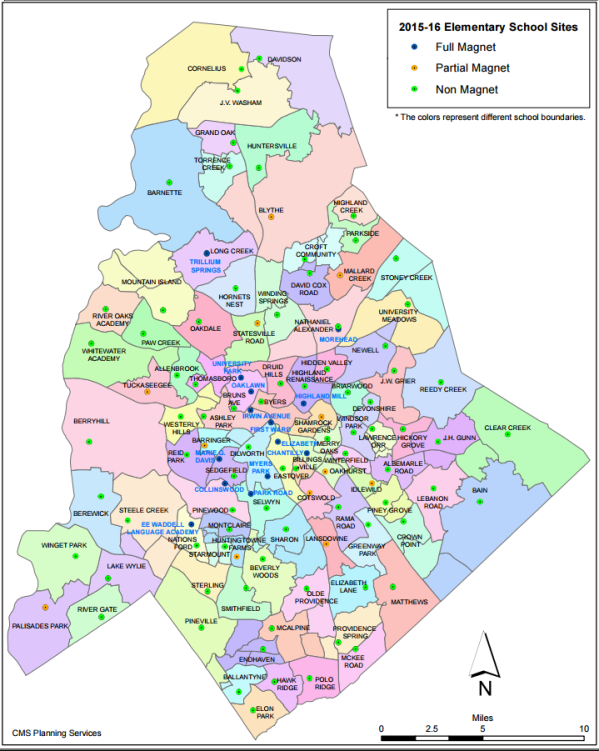 2015-16 Elementary School Sites
Full Magnet
Partial Magnet
Non Magnet
* The colors represent different school boundaries.
DAVIDSON
CORNELIUS
J.V. WASHAM
GRAND OAK
HUNTERSVILLE
TORRENCE
CREEK
BARNETTE
BLYTHE
HIGHLAND
CREEK
PARKSIDE
CROFT
COMMUNITY
LONG CREEK
TRILLIUM
SPRINGS
MALLARD
CREEK
STONEY CREEK
MOUNTAIN ISLAND
DAVID COX
ROAD
HORNETS
NEST
WINDING
SPRINGS
RIVER OAKS
ACADEMY
UNIVERSITY
MEADOWS
OAKDALE
STATESVILLE
ROAD
NATHANIEL
ALEXANDER
MOREHEAD
PAW CREEK
WHITEWATER
ACADEMY
NEWELL
UNIVERSITY
PARK
HIDDEN VALLEY
ALLENBROOK
THOMASBORO
DRUID
HILLS
HIGHLAND
RENAISSANCE
J.W. GRIER
REEDY CREEK
TUCKASEEGEE
OAKLAWN
BRIARWOOD
BRUNS
AVE
BYERS
HIGHLAND MILL
DEVONSHIRE
BERRYHILL
WESTERLY
HILLS
ASHLEY
PARK
IRWIN AVENUE
FIRST WARD
SHAMROCK
GARDENS
WINDSOR
PARK
CLEAR CREEK
LAWRENCE
ORR
HICKORY
GROVE
J.H. GUNN
BARRINGER
REID
PARK
MARIE G.
DAVIS
DILWORTH
ELIZABETH
CHANTILLY
MERRY
OAKS
BILLINGS
-VILLE
WINTERFIELD
ALBEMARLE
ROAD
SEDGEFIELD
MYERS
PARK
EASTOVER
OAKHURST
COLLINSWOOD
PARK ROAD
COTSWOLD
IDLEWILD
LEBANON
ROAD
BAIN
BEREWICK
STEELE CREEK
PINEWOOD
SELWYN
PINEY GROVE
EE WADDELL
LANGUAGE ACADEMY
MONTCLAIRE
RAMA
ROAD
NATIONS
FORD
HUNTINGTOWNE
FARMS
SHARON
LANSDOWNE
CROWN
POINT
WINGET PARK
STARMOUNT
GREENWAY
PARK
LAKE WYLIE
BEVERLY
WOODS
STERLING
ELIZABETH
LANE
OLDE
PROVIDENCE
MATTHEWS
PALISADES PARK
RIVER GATE
SMITHFIELD
PINEVILLE
MCALPINE
PROVIDENCE
SPRING
ENDHAVEN
MCKEE
ROAD
BALLANTYNE
HAWK
RIDGE
POLO
RIDGE
ELON
PARK
N
Miles
0 2.5 5 10
CMS Planning Services